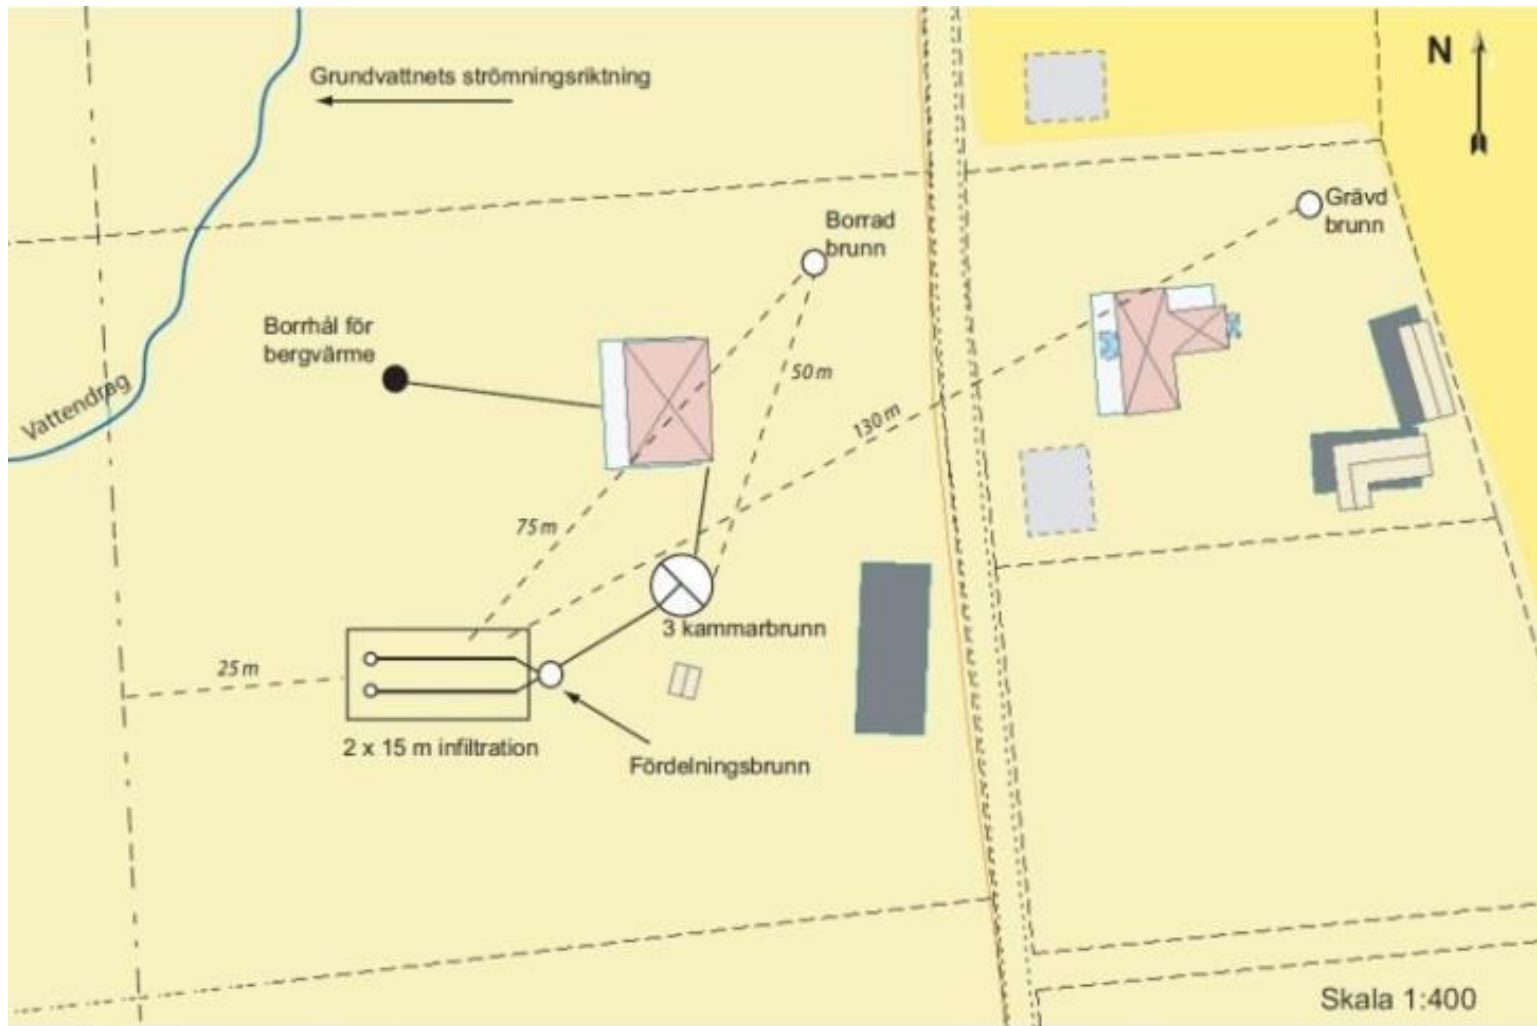 N
Grundvattnets strömningsriktning
Grävd
brunn
Borrad
brunn
Borrhål för
bergvärme
Vattendrag
50 m
130 m
75 m
3 kammarbrunn
25 m
2 x 15 m infiltration
Fördelningsbrunn
Skala 1:400